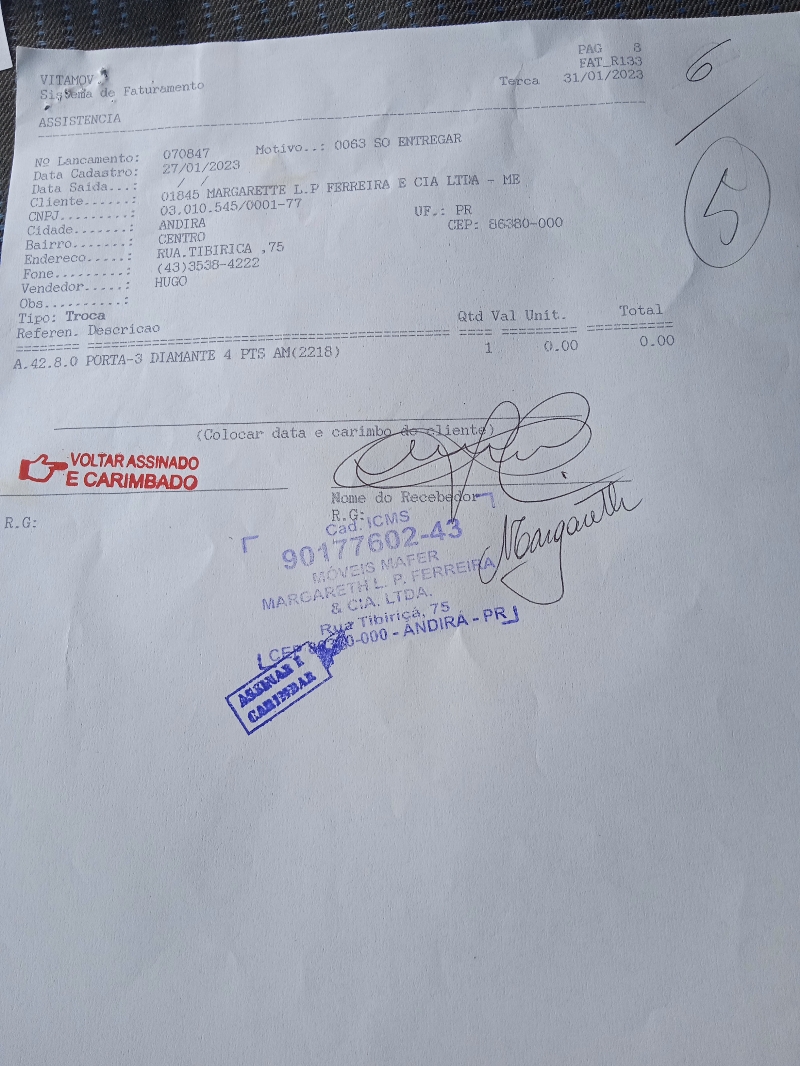 VITAMOV
Sistema de Faturamento
PAG 8
FAT_R133
Terca 31/01/2023
6
5
ASSISTENCIA
Nº Lancamento: 070847 Motivo..: 0063 SO ENTREGAR
Data Cadastro: 27/01/2023
Data Saida...: / /
Cliente......: 01845 MARGARETTE L.P FERREIRA E CIA LTDA - ME
CNPJ.........: 03.010.545/0001-77
Cidade.......: ANDIRA UF.: PR
Bairro.......: CENTRO CEP: 86380-000
Endereco.....: RUA.TIBIRICA ,75
Fone.........: (43)3538-4222
Vendedor.....: HUGO
Obs..........:
Tipo: Troca
Referen. Descricao Qtd Val Unit. Total
A.42.8.0 PORTA-3 DIAMANTE 4 PTS AM(2218) 1 0.00 0.00
(Colocar data e carimbo do cliente)
VOLTAR ASSINADO
E CARIMBADO
Nome do Recebedor
R.G:
R.G:
Margareth
Cad. ICMS
90177602-43
MÓVEIS MAFER
MARGARETH L. P. FERREIRA
& CIA. LTDA.
Rua Tibiriçá, 75
CEP 86380-000 - ANDIRÁ - PR
ASSINAR E
CARIMBAR